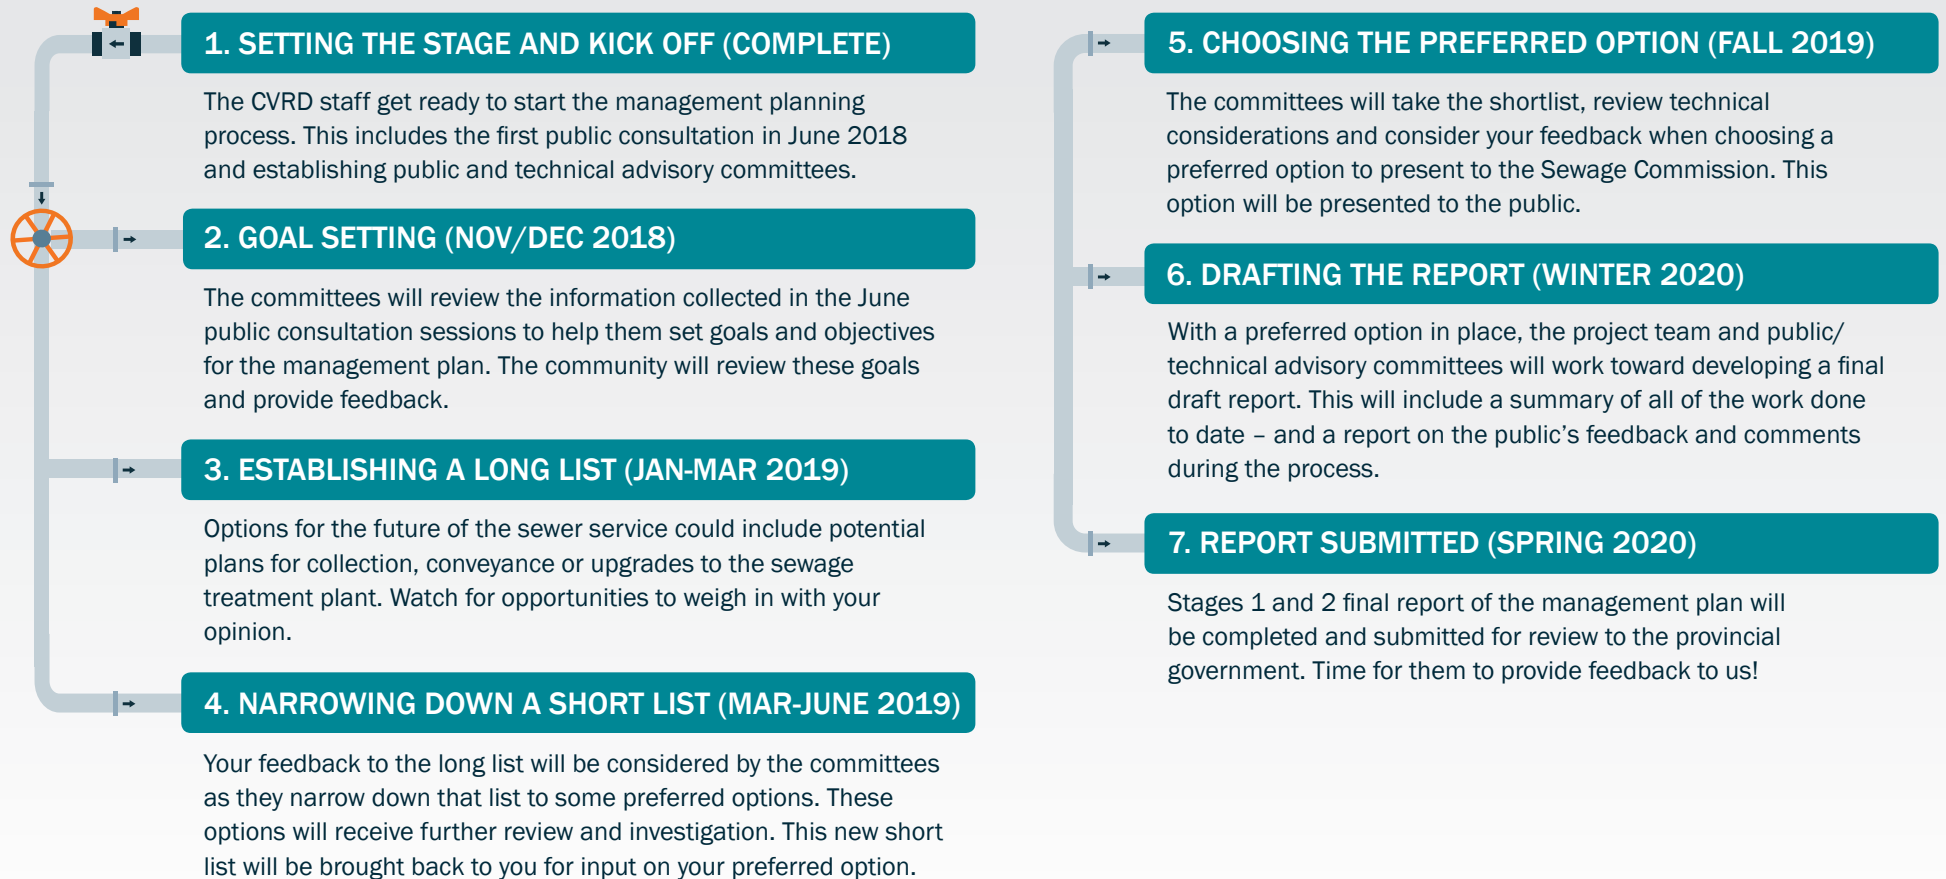 1. SETTING THE STAGE AND KICK OFF (COMPLETE)
The CVRD staff get ready to start the management planning
process. This includes the first public consultation in June 2018
and establishing public and technical advisory committees.
2. GOAL SETTING (NOV/DEC 2018)
The committees will review the information collected in the June
public consultation sessions to help them set goals and objectives
for the management plan. The community will review these goals
and provide feedback.
3. ESTABLISHING A LONG LIST (JAN-MAR 2019)
Options for the future of the sewer service could include potential
plans for collection, conveyance or upgrades to the sewage
treatment plant. Watch for opportunities to weigh in with your
opinion.
4. NARROWING DOWN A SHORT LIST (MAR-JUNE 2019)
Your feedback to the long list will be considered by the committees
as they narrow down that list to some preferred options. These
options will receive further review and investigation. This new short
list will be brought back to you for input on your preferred option.
5. CHOOSING THE PREFERRED OPTION (FALL 2019)
The committees will take the shortlist, review technical
considerations and consider your feedback when choosing a
preferred option to present to the Sewage Commission. This
option will be presented to the public.
6. DRAFTING THE REPORT (WINTER 2020)
With a preferred option in place, the project team and public/
technical advisory committees will work toward developing a final
draft report. This will include a summary of all of the work done
to date – and a report on the public’s feedback and comments
during the process.
7. REPORT SUBMITTED (SPRING 2020)
Stages 1 and 2 final report of the management plan will
be completed and submitted for review to the provincial
government. Time for them to provide feedback to us!